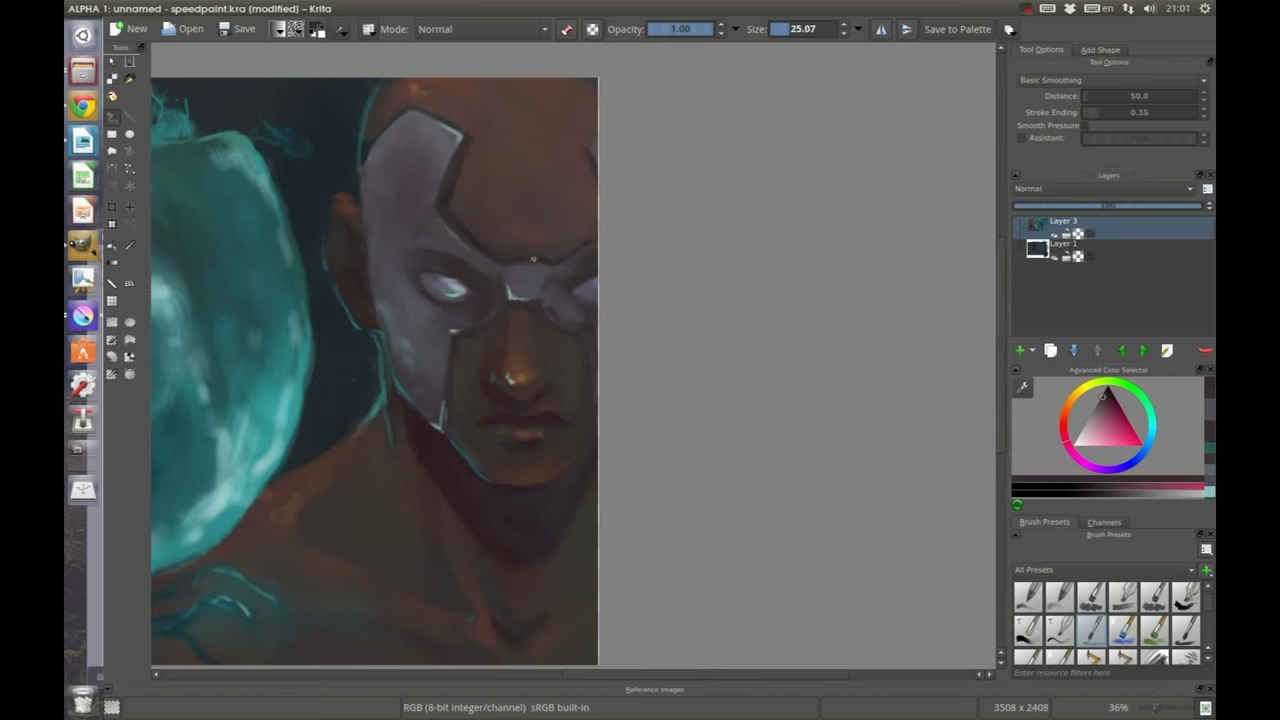 ALPHA 1: unnamed - speedpaint.kra (modified) - Krita
en
21:01
New
Open
Save
Mode:
Normal
Opacity:
1.00
Size:
25.07
Save to Palette
Tools
Tool Options
Add Shape
Tool Options
Basic Smoothing
Distance:
50.0
Stroke Ending:
0.15
Smooth Pressure
Assistant:
Layers
Normal
100
Layer 3
Layer 1
Advanced Color Selector
Brush Presets
Channels
Brush Presets
All Presets
Enter resource filters here
Reference Images
RGB (8-bit integer/channel) sRGB built-in
3508 x 2408
36%